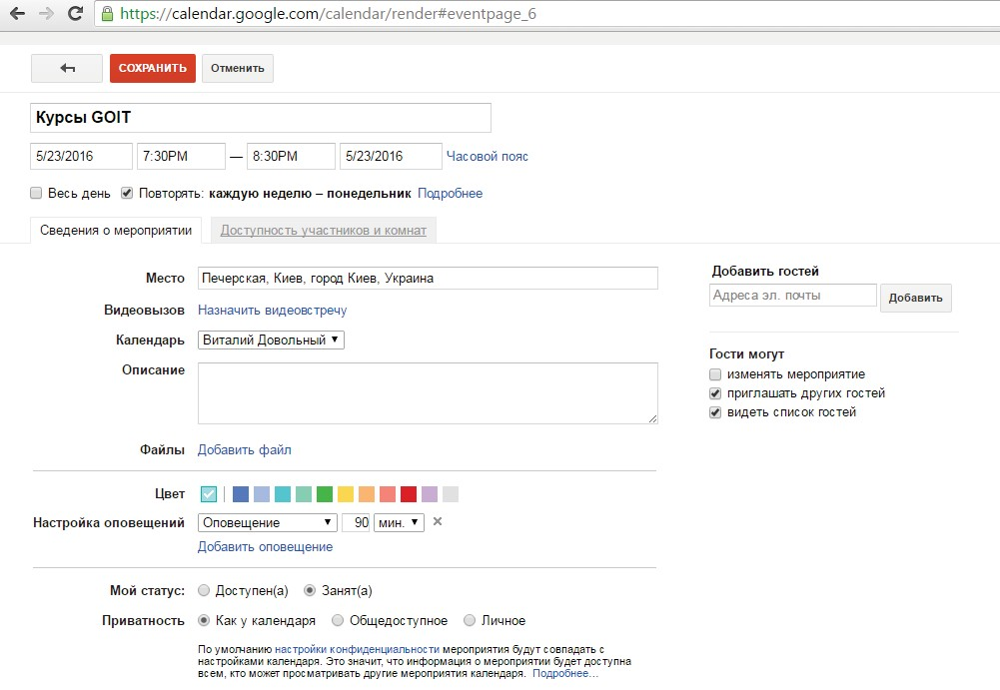 https://calendar.google.com/calendar/render#eventpage_6
СОХРАНИТЬ Отменить
Курсы GOIT
5/23/2016 7:30PM — 8:30PM 5/23/2016 Часовой пояс
Весь день Повторять: каждую неделю – понедельник Подробнее
Сведения о мероприятии Доступность участников и комнат
Место Печерская, Киев, город Киев, Украина
Видеовызов Назначить видеовстречу
Календарь Виталий Довольный
Описание
Файлы Добавить файл
Цвет
Настройка оповещений Оповещение 90 мин.
Добавить оповещение
Мой статус: Доступен(а) Занят(а)
Приватность Как у календаря Общедоступное Личное
По умолчанию настройки конфиденциальности мероприятия будут совпадать с
настройками календаря. Это значит, что информация о мероприятии будет доступна
всем, кто может просматривать другие мероприятия календаря. Подробнее...
Добавить гостей
Адреса эл. почты Добавить
Гости могут
изменять мероприятие
приглашать других гостей
видеть список гостей